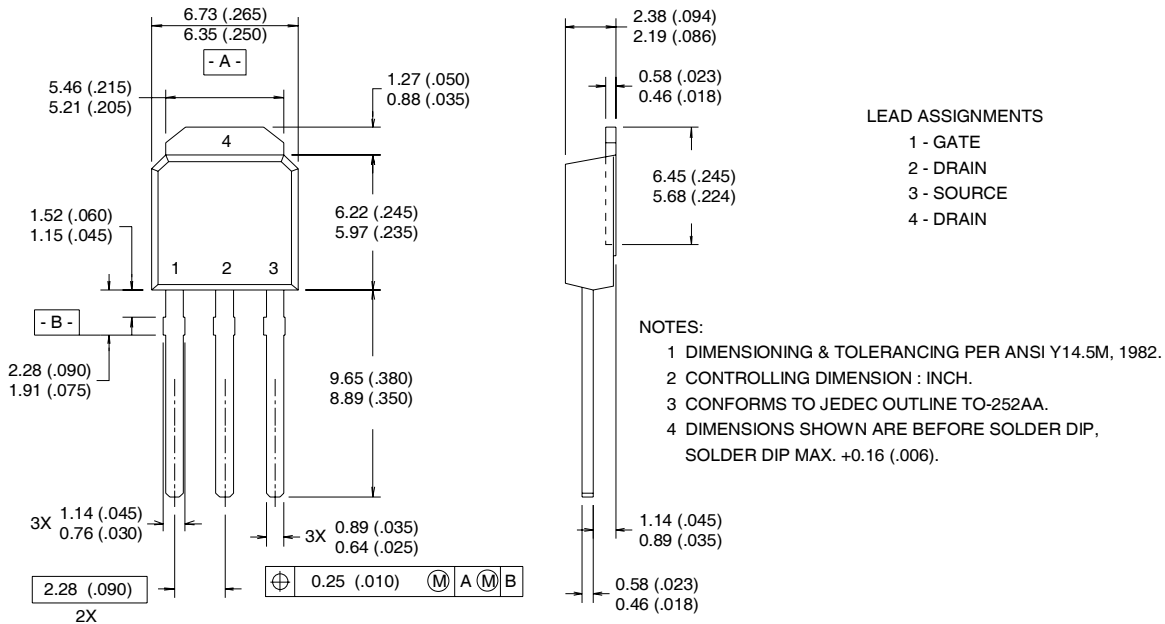 6.73 (.265)
6.35 (.250)
- A -
5.46 (.215)
5.21 (.205)
1.27 (.050)
0.88 (.035)
4
1.52 (.060)
1.15 (.045)
6.22 (.245)
5.97 (.235)
1 2 3
- B -
2.28 (.090)
1.91 (.075)
9.65 (.380)
8.89 (.350)
3X 1.14 (.045)
0.76 (.030)
3X 0.89 (.035)
0.64 (.025)
2.28 (.090)
2X
⌖ 0.25 (.010) Ⓜ A Ⓜ B
2.38 (.094)
2.19 (.086)
0.58 (.023)
0.46 (.018)
6.45 (.245)
5.68 (.224)
1.14 (.045)
0.89 (.035)
0.58 (.023)
0.46 (.018)
LEAD ASSIGNMENTS
1 - GATE
2 - DRAIN
3 - SOURCE
4 - DRAIN
NOTES:
1 DIMENSIONING & TOLERANCING PER ANSI Y14.5M, 1982.
2 CONTROLLING DIMENSION : INCH.
3 CONFORMS TO JEDEC OUTLINE TO-252AA.
4 DIMENSIONS SHOWN ARE BEFORE SOLDER DIP,
SOLDER DIP MAX. +0.16 (.006).